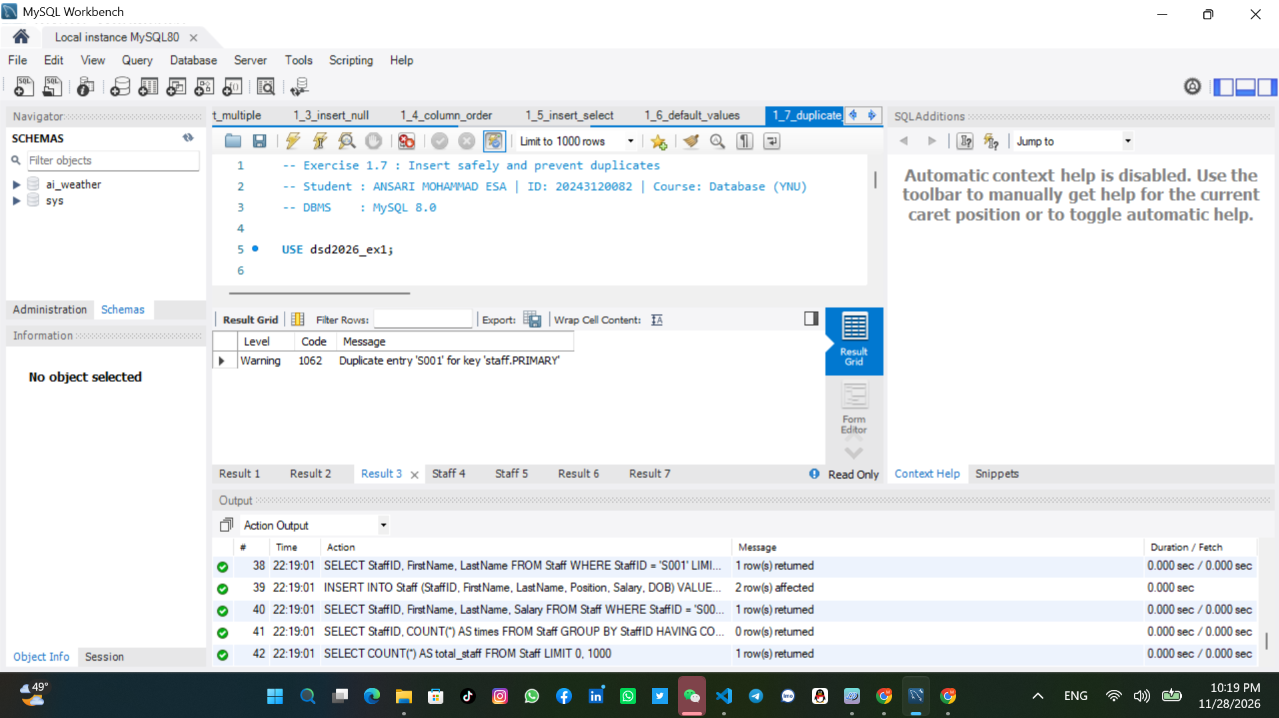 MySQL Workbench
Local instance MySQL80
File Edit View Query Database Server Tools Scripting Help
Navigator
SCHEMAS
Filter objects
ai_weather
sys
Administration Schemas
Information
No object selected
Object Info Session
t_multiple 1_3_insert_null 1_4_column_order 1_5_insert_select 1_6_default_values 1_7_duplicate
Limit to 1000 rows
1 -- Exercise 1.7 : Insert safely and prevent duplicates
2 -- Student : ANSARI MOHAMMAD ESA | ID: 20243120082 | Course: Database (YNU)
3 -- DBMS : MySQL 8.0
4
5 USE dsd2026_ex1;
6
Result Grid Filter Rows: Export: Wrap Cell Content:
Level Code Message
Warning 1062 Duplicate entry 'S001' for key 'staff.PRIMARY'
Result Grid
Form Editor
Result 1 Result 2 Result 3 Staff 4 Staff 5 Result 6 Result 7 Read Only
SQLAdditions
Jump to
Automatic context help is disabled. Use the
toolbar to manually get help for the current
caret position or to toggle automatic help.
Context Help Snippets
Output
Action Output
# Time Action Message Duration / Fetch
38 22:19:01 SELECT StaffID, FirstName, LastName FROM Staff WHERE StaffID = 'S001' LIMI... 1 row(s) returned 0.000 sec / 0.000 sec
39 22:19:01 INSERT INTO Staff (StaffID, FirstName, LastName, Position, Salary, DOB) VALUE... 2 row(s) affected 0.000 sec
40 22:19:01 SELECT StaffID, FirstName, LastName, Salary FROM Staff WHERE StaffID = 'S00... 1 row(s) returned 0.000 sec / 0.000 sec
41 22:19:01 SELECT StaffID, COUNT(*) AS times FROM Staff GROUP BY StaffID HAVING CO... 0 row(s) returned 0.000 sec / 0.000 sec
42 22:19:01 SELECT COUNT(*) AS total_staff FROM Staff LIMIT 0, 1000 1 row(s) returned 0.000 sec / 0.000 sec
49°
ENG
10:19 PM
11/28/2026